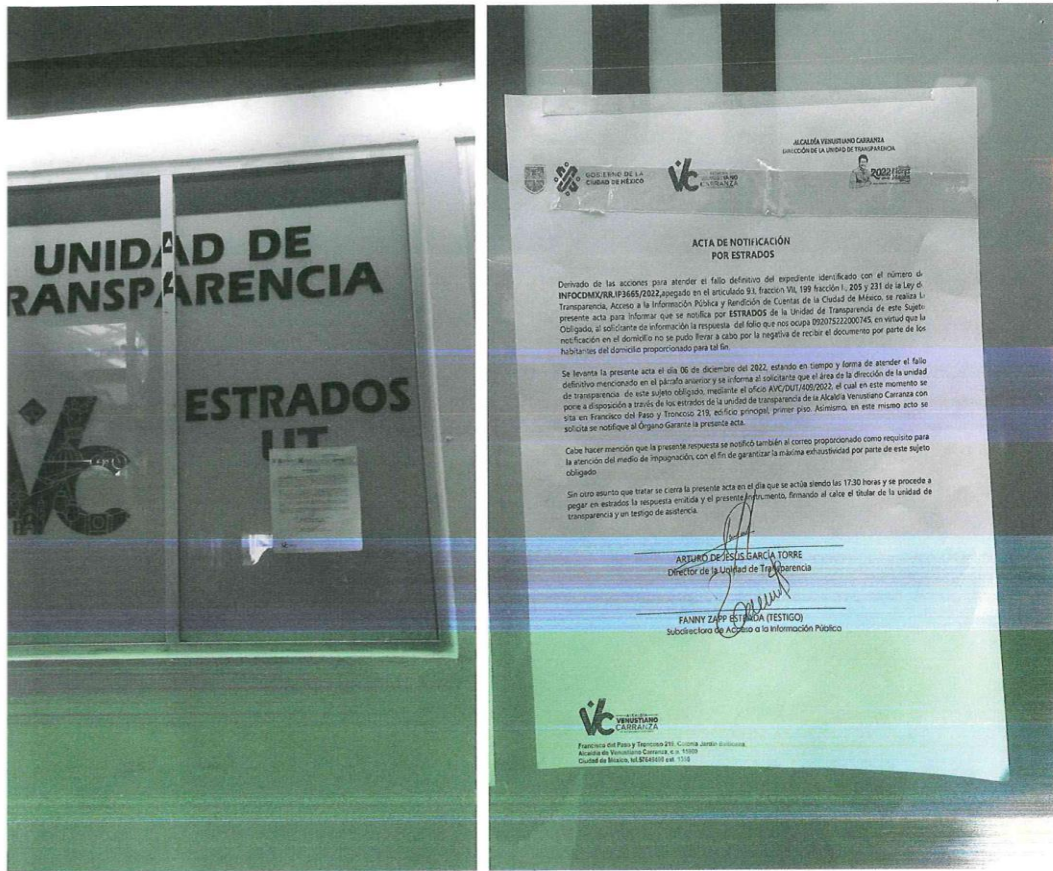 UNIDAD DE
TRANSPARENCIA
ESTRADOS
UT
VC
ALCALDÍA VENUSTIANO CARRANZA
DIRECCIÓN DE LA UNIDAD DE TRANSPARENCIA
GOBIERNO DE LA
CIUDAD DE MÉXICO
VC
VENUSTIANO
CARRANZA
2022
ACTA DE NOTIFICACIÓN
POR ESTRADOS
Derivado de las acciones para atender el fallo definitivo del expediente identificado con el número de
INFOCDMX/RR.IP3665/2022,apegado en el articulado 93, fraccion VII, 199 fracción I, 205 y 231 de la Ley de
Transparencia, Acceso a la Información Pública y Rendición de Cuentas de la Ciudad de México, se realiza la
presente acta para informar que se notifica por ESTRADOS de la Unidad de Transparencia de este Sujeto
Obligado, al solicitante de información la respuesta del folio que nos ocupa 092075222000745, en virtud que la
notificación en el domicilio no se pudo llevar a cabo por la negativa de recibir el documento por parte de los
habitantes del domicilio proporcionado para tal fin.
Se levanta la presente acta el día 06 de diciembre del 2022, estando en tiempo y forma de atender el fallo
definitivo mencionado en el párrafo anterior y se informa al solicitante que el área de la dirección de la unidad
de transparencia de este sujeto obligado, mediante el oficio AVC/DUT/409/2022, el cual en este momento se
pone a disposición a través de los estrados de la unidad de transparencia de la Alcaldía Venustiano Carranza con
sita en Francisco del Paso y Troncoso 219, edificio principal, primer piso. Asimismo, en este mismo acto se
solicita se notifique al Órgano Garante la presente acta.
Cabe hacer mención que la presente respuesta se notificó también al correo proporcionado como requisito para
la atención del medio de impugnación, con el fin de garantizar la máxima exhaustividad por parte de este sujeto
obligado
Sin otro asunto que tratar se cierra la presente acta en el día que se actúa siendo las 17:30 horas y se procede a
pegar en estrados la respuesta emitida y el presente instrumento, firmando al calce el titular de la unidad de
transparencia y un testigo de asistencia.
ARTURO DE JESÚS GARCÍA TORRE
Director de la Unidad de Transparencia
FANNY ZAPP ESTRADA (TESTIGO)
Subdirectora de Acceso a la Información Pública
VC
ALCALDÍA
VENUSTIANO
CARRANZA
Francisco del Paso y Troncoso 219, Colonia Jardín Balbuena
Alcaldía de Venustiano Carranza, c.p. 15900
Ciudad de México, tel.57649400 ext. 1350